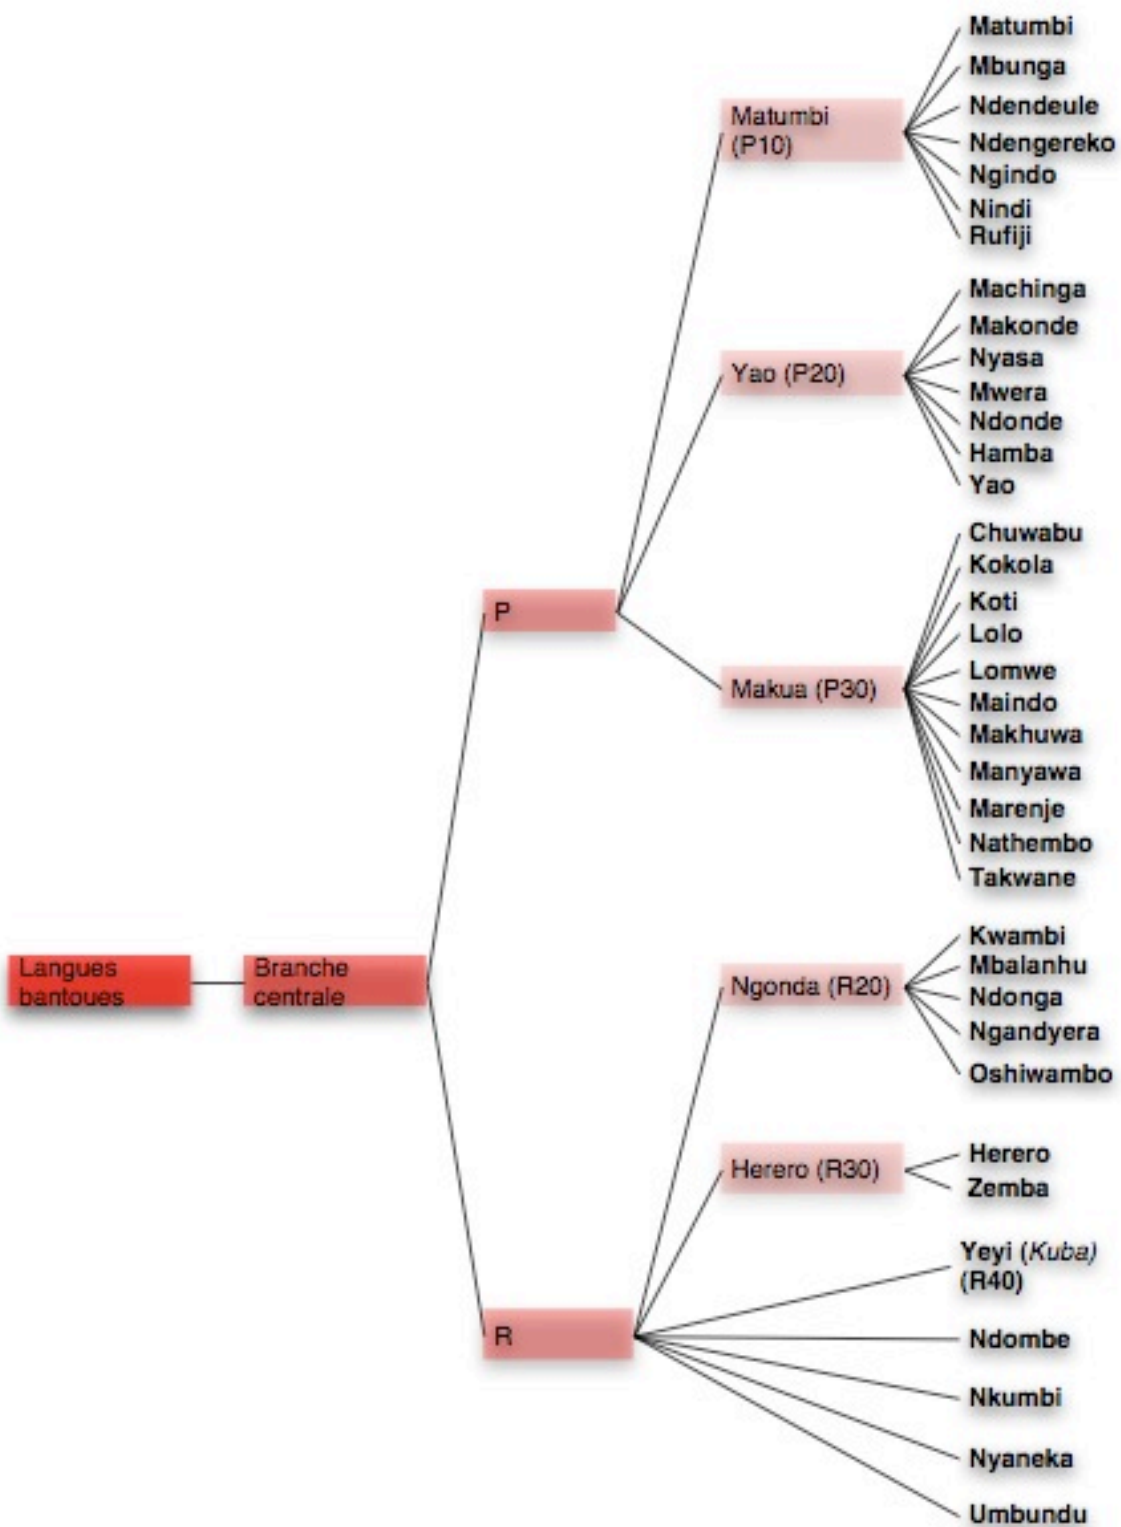 Langues
bantoues
Branche
centrale
P
Matumbi
(P10)
Matumbi
Mbunga
Ndendeule
Ndengereko
Ngindo
Nindi
Rufiji
Yao (P20)
Machinga
Makonde
Nyasa
Mwera
Ndonde
Hamba
Yao
Makua (P30)
Chuwabu
Kokola
Koti
Lolo
Lomwe
Maindo
Makhuwa
Manyawa
Marenje
Nathembo
Takwane
R
Ngonda (R20)
Kwambi
Mbalanhu
Ndonga
Ngandyera
Oshiwambo
Herero (R30)
Herero
Zemba
Yeyi (Kuba)
(R40)
Ndombe
Nkumbi
Nyaneka
Umbundu